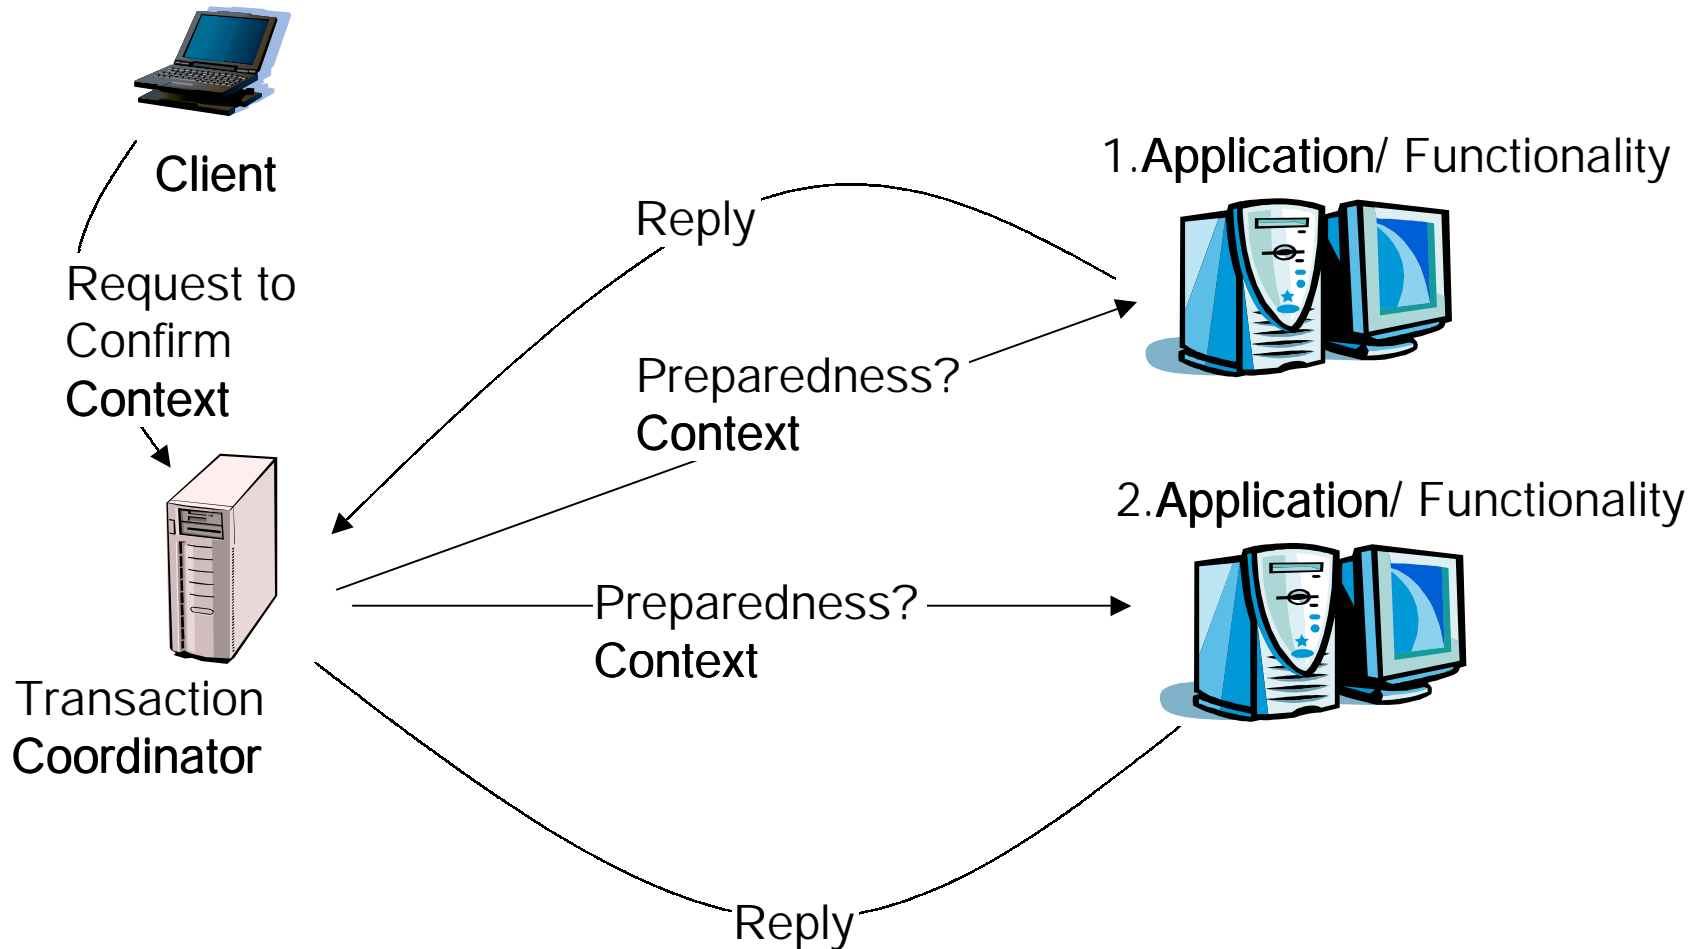 Client
1.Application/ Functionality
Reply
Request to
Confirm
Context
Preparedness?
Context
2.Application/ Functionality
Preparedness?
Context
Transaction
Coordinator
Reply